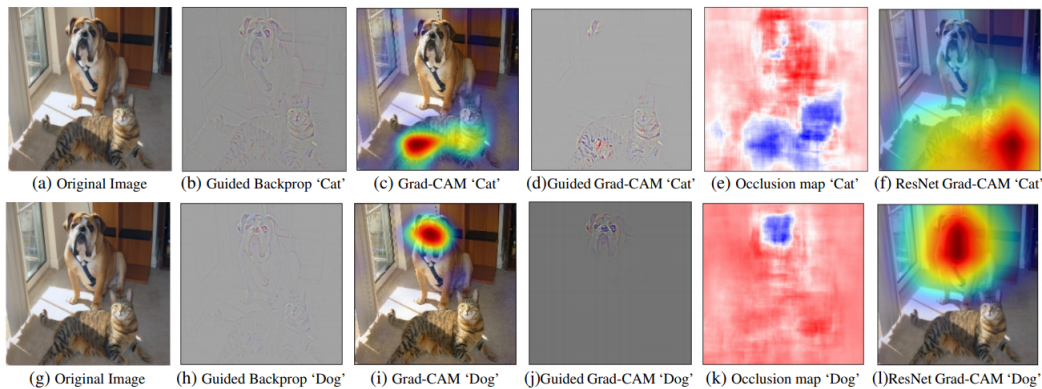 (a) Original Image
(b) Guided Backprop ‘Cat’
(c) Grad-CAM ‘Cat’
(d)Guided Grad-CAM ‘Cat’
(e) Occlusion map ‘Cat’
(f) ResNet Grad-CAM ‘Cat’
(g) Original Image
(h) Guided Backprop ‘Dog’
(i) Grad-CAM ‘Dog’
(j)Guided Grad-CAM ‘Dog’
(k) Occlusion map ‘Dog’
(l)ResNet Grad-CAM ‘Dog’